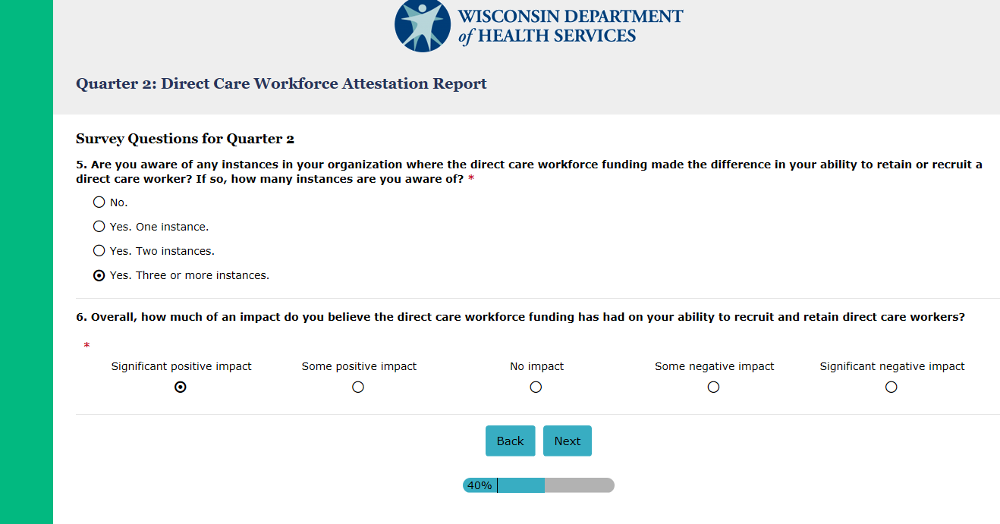 WISCONSIN DEPARTMENT
of HEALTH SERVICES
Quarter 2: Direct Care Workforce Attestation Report
Survey Questions for Quarter 2
5. Are you aware of any instances in your organization where the direct care workforce funding made the difference in your ability to retain or recruit a
direct care worker? If so, how many instances are you aware of? *
No.
Yes. One instance.
Yes. Two instances.
Yes. Three or more instances.
6. Overall, how much of an impact do you believe the direct care workforce funding has had on your ability to recruit and retain direct care workers?
*
Significant positive impact Some positive impact No impact Some negative impact Significant negative impact
Back Next
40%